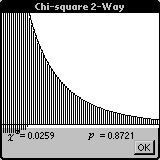 Chi-square 2-Way
χ² = 0.0259 p = 0.8721
OK